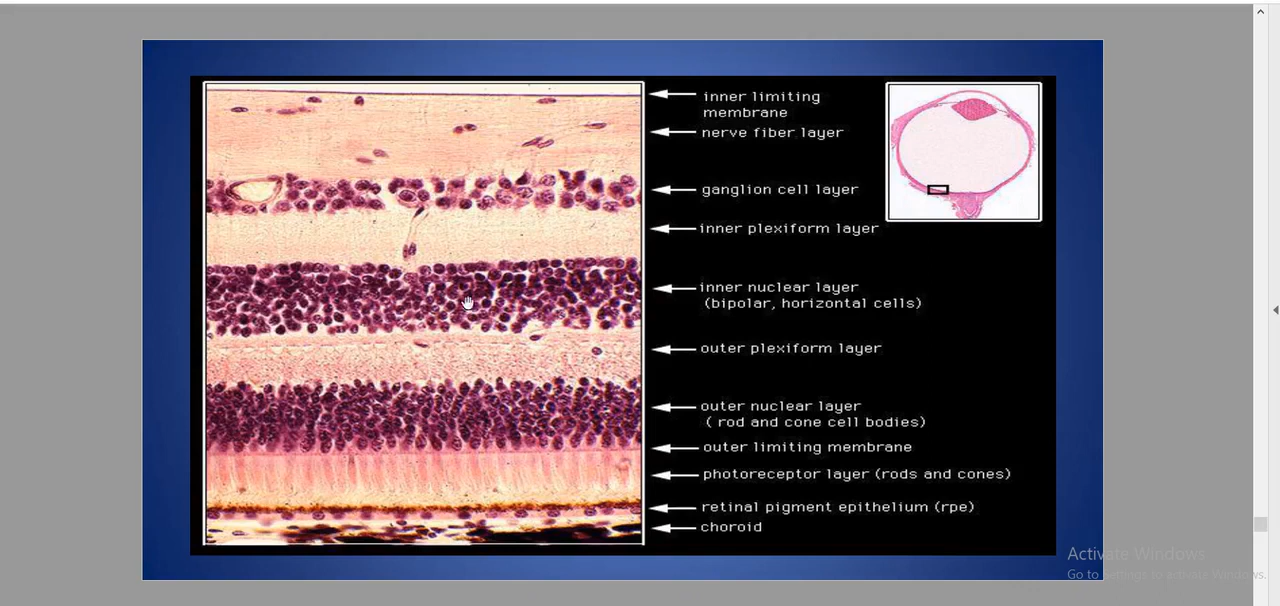 inner limiting
membrane
nerve fiber layer
ganglion cell layer
inner plexiform layer
inner nuclear layer
(bipolar, horizontal cells)
outer plexiform layer
outer nuclear layer
( rod and cone cell bodies)
outer limiting membrane
photoreceptor layer (rods and cones)
retinal pigment epithelium (rpe)
choroid
Activate Windows
Go to Settings to activate Windows.